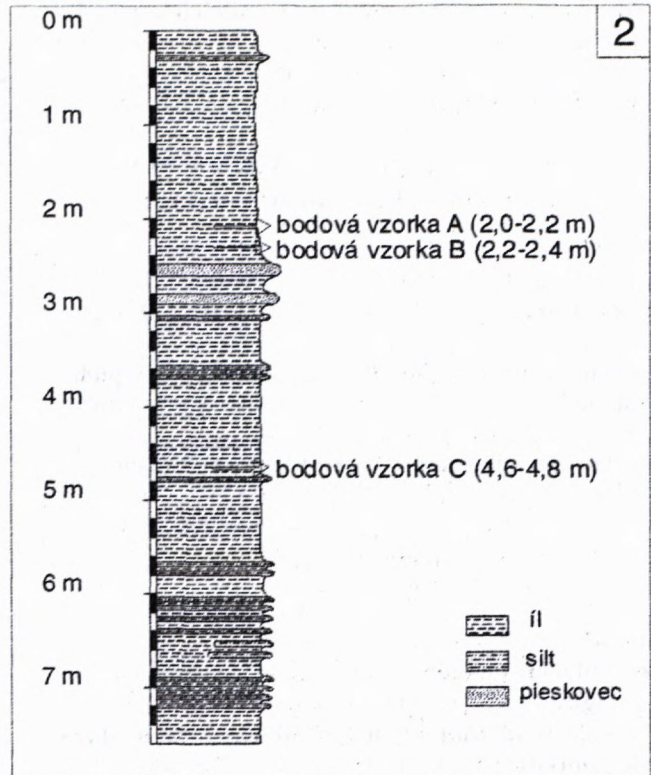 0 m
2
1 m
2 m
bodová vzorka A (2,0-2,2 m)
bodová vzorka B (2,2-2,4 m)
3 m
4 m
bodová vzorka C (4,6-4,8 m)
5 m
6 m
íl
silt
7 m
pieskovec